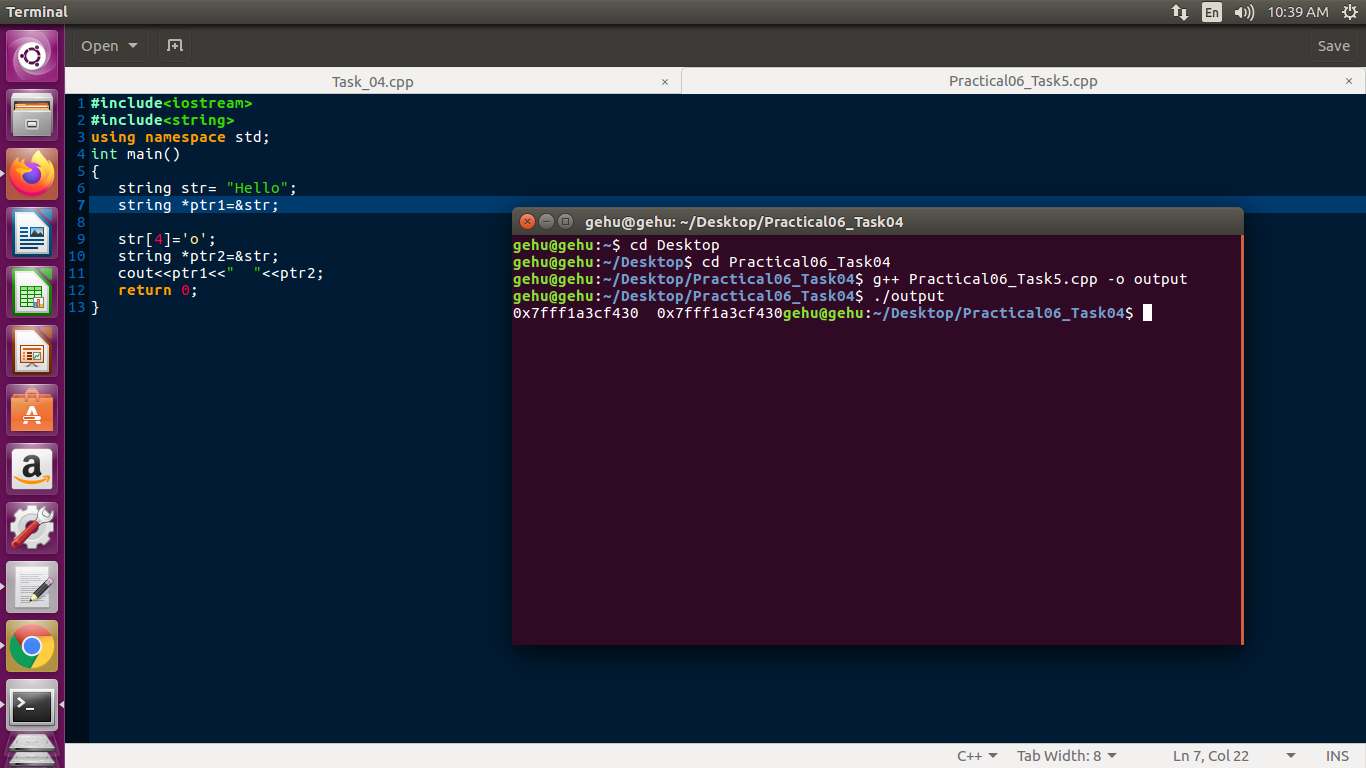 Terminal
En
10:39 AM
Open
Save
Task_04.cpp ×
Practical06_Task5.cpp ×
1 #include<iostream>
2 #include<string>
3 using namespace std;
4 int main()
5 {
6    string str= "Hello";
7    string *ptr1=&str;
8
9    str[4]='o';
10    string *ptr2=&str;
11    cout<<ptr1<<"  "<<ptr2;
12    return 0;
13 }
gehu@gehu: ~/Desktop/Practical06_Task04
gehu@gehu:~$ cd Desktop
gehu@gehu:~/Desktop$ cd Practical06_Task04
gehu@gehu:~/Desktop/Practical06_Task04$ g++ Practical06_Task5.cpp -o output
gehu@gehu:~/Desktop/Practical06_Task04$ ./output
0x7fff1a3cf430  0x7fff1a3cf430gehu@gehu:~/Desktop/Practical06_Task04$
A
a
>_
C++
Tab Width: 8
Ln 7, Col 22
INS